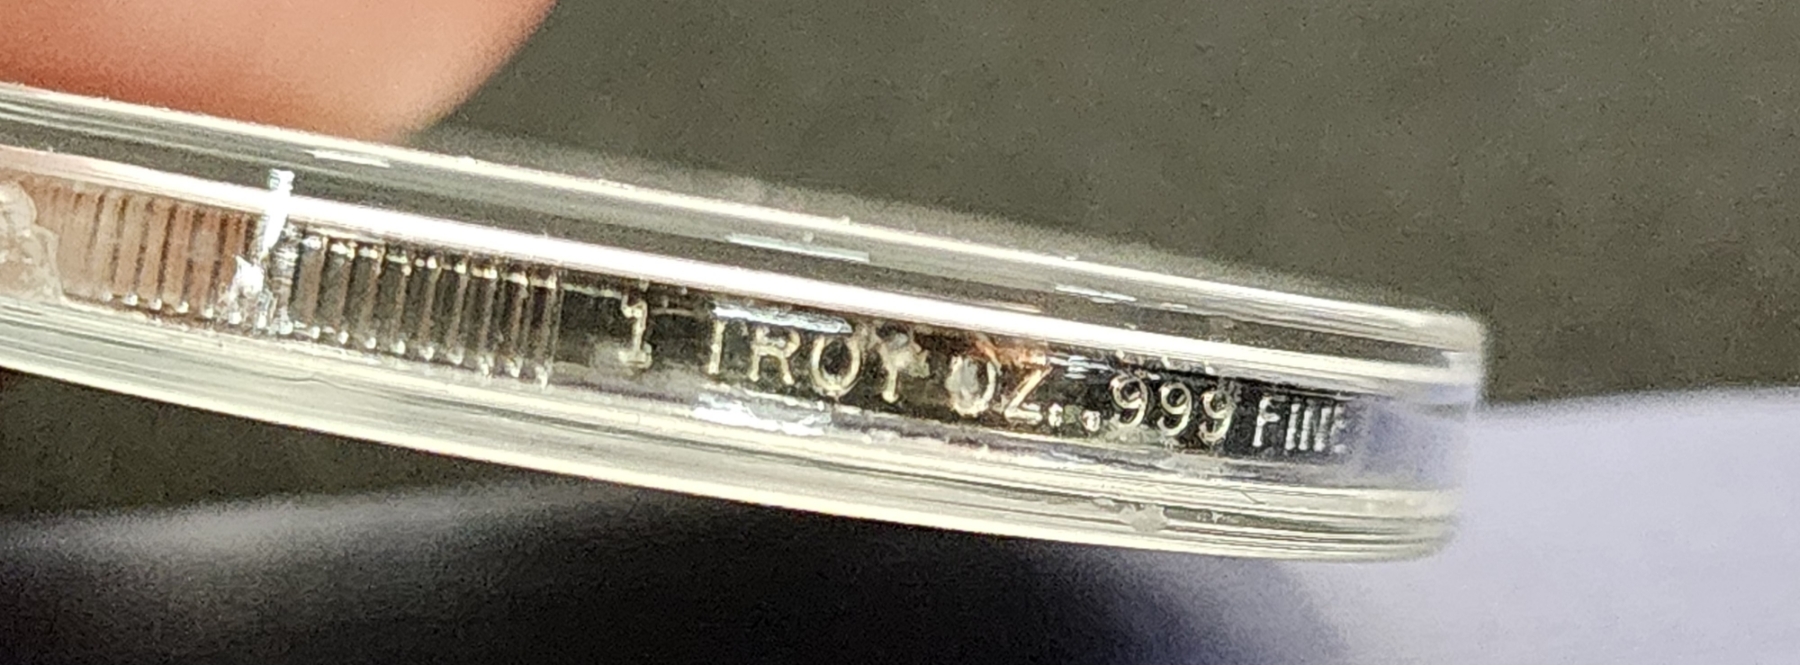 1 TROY OZ. .999 FINE